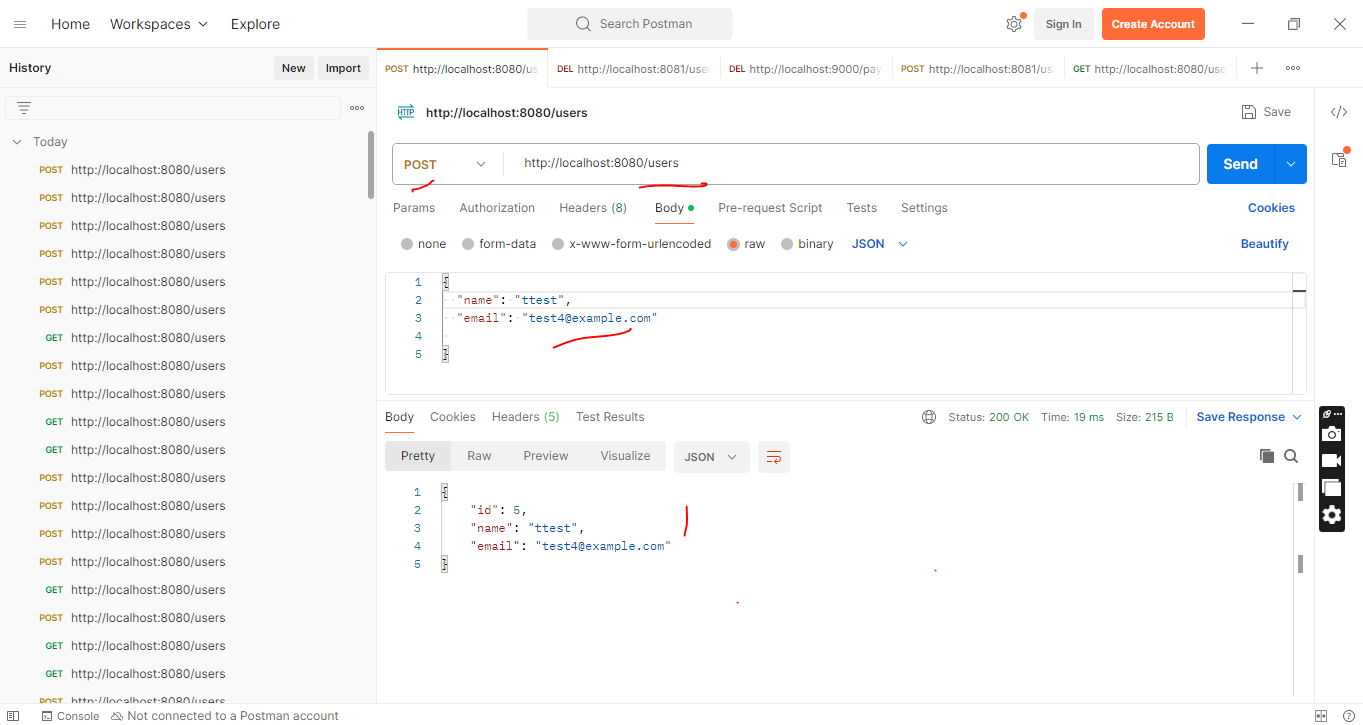 Home Workspaces Explore Search Postman Sign In Create Account
History New Import
POST http://localhost:8080/us DEL http://localhost:8081/use DEL http://localhost:9000/pay POST http://localhost:8081/us GET http://localhost:8080/use
HTTP http://localhost:8080/users Save
Today
POST http://localhost:8080/users
POST http://localhost:8080/users
POST http://localhost:8080/users
POST http://localhost:8080/users
POST http://localhost:8080/users
POST http://localhost:8080/users
GET http://localhost:8080/users
POST http://localhost:8080/users
POST http://localhost:8080/users
GET http://localhost:8080/users
GET http://localhost:8080/users
POST http://localhost:8080/users
POST http://localhost:8080/users
POST http://localhost:8080/users
POST http://localhost:8080/users
GET http://localhost:8080/users
POST http://localhost:8080/users
GET http://localhost:8080/users
GET http://localhost:8080/users
POST http://localhost:8080/users
POST http://localhost:8080/users Send
Params Authorization Headers (8) Body Pre-request Script Tests Settings Cookies
none form-data x-www-form-urlencoded raw binary JSON Beautify
1 {
2 "name": "ttest",
3 "email": "test4@example.com"
4
5 }
Body Cookies Headers (5) Test Results Status: 200 OK Time: 19 ms Size: 215 B Save Response
Pretty Raw Preview Visualize JSON
1 {
2 "id": 5,
3 "name": "ttest",
4 "email": "test4@example.com"
5 }
Console Not connected to a Postman account